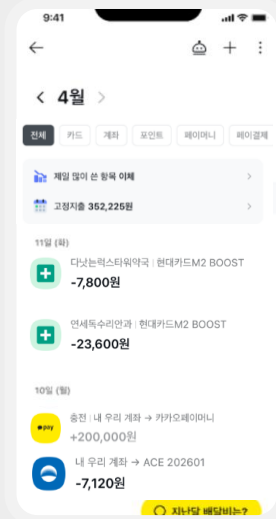 9:41
4월
전체 카드 계좌 포인트 페이머니 페이결제
제일 많이 쓴 항목 이체
고정지출 352,225원
11일 (화)
다낫는럭스타워약국 | 현대카드M2 BOOST
-7,800원
연세독수리안과 | 현대카드M2 BOOST
-23,600원
10일 (월)
pay
충전 | 내 우리 계좌 → 카카오페이머니
+200,000원
내 우리 계좌 → ACE 202601
-7,120원
지난달 배달비는?